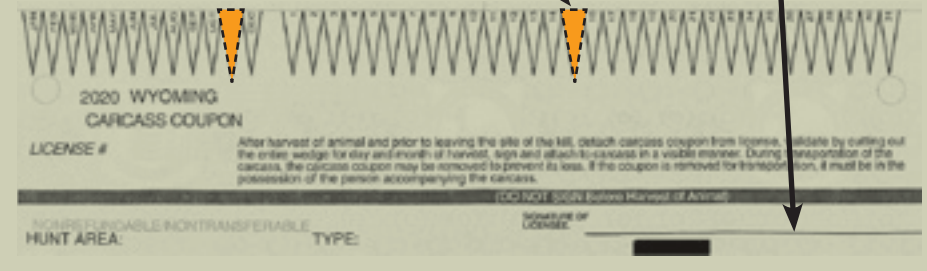 2020 WYOMING
CARCASS COUPON
LICENSE #
After harvest of animal and prior to leaving the site of the kill, detach carcass coupon from license, validate by cutting out
the entire wedge for day and month of harvest, sign and attach to carcass in a visible manner. During transportation of the
carcass, the carcass coupon may be removed to prevent its loss. If the coupon is removed for transportation, it must be in the
possession of the person accompanying the carcass.
(DO NOT SIGN Before Harvest of Animal)
NONREFUNDABLE/NONTRANSFERABLE
SIGNATURE OF
LICENSEE.
HUNT AREA: TYPE: